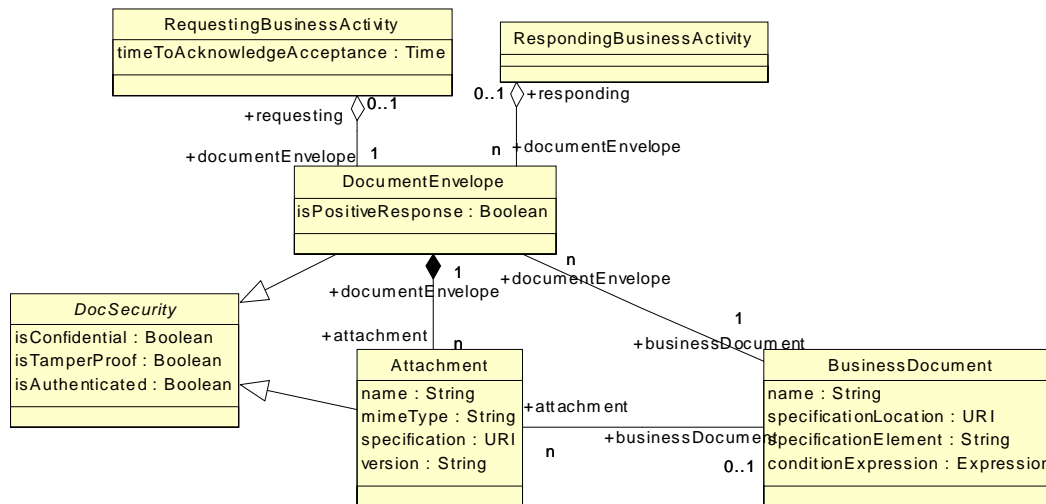 RequestingBusinessActivity
timeToAcknowledgeAcceptance : Time
RespondingBusinessActivity
0..1
+requesting
0..1
+responding
+documentEnvelope
1
n
+documentEnvelope
DocumentEnvelope
isPositiveResponse : Boolean
1
+documentEnvelope
n
+documentEnvelope
DocSecurity
isConfidential : Boolean
isTamperProof : Boolean
isAuthenticated : Boolean
+attachment
n
1
+businessDocument
Attachment
name : String
mimeType : String
specification : URI
version : String
+attachment
n
+businessDocument
0..1
BusinessDocument
name : String
specificationLocation : URI
specificationElement : String
conditionExpression : Expression